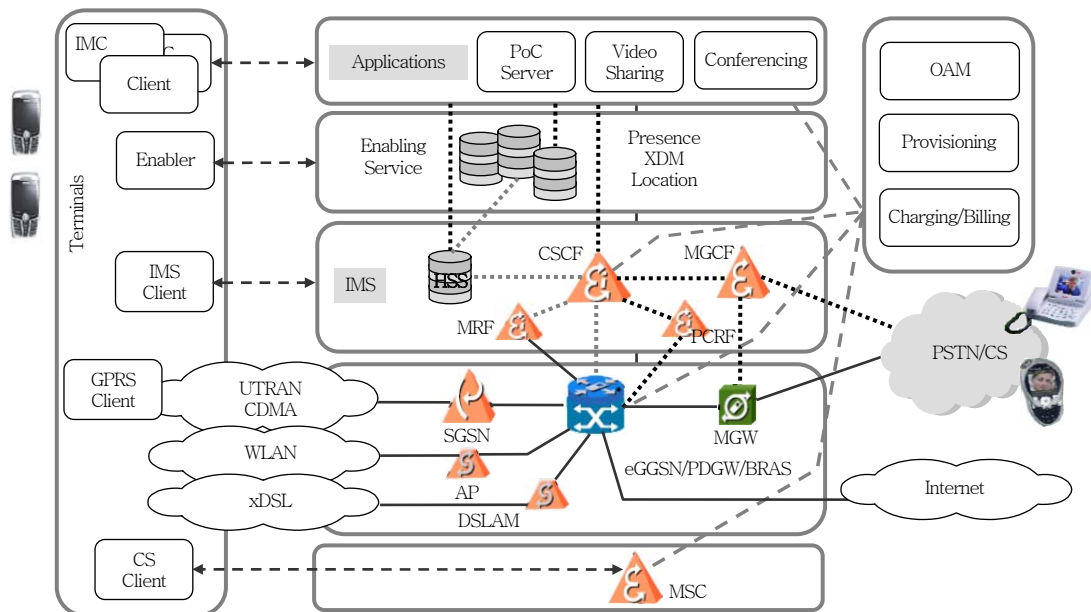 IMC
C
Client
Enabler
Terminals
IMS
Client
GPRS
Client
CS
Client
Applications
PoC
Server
Video
Sharing
Conferencing
Enabling
Service
Presence
XDM
Location
IMS
HSS
CSCF
MGCF
MRF
PCRF
UTRAN
CDMA
WLAN
xDSL
SGSN
AP
DSLAM
MGW
eGGSN/PDGW/BRAS
MSC
OAM
Provisioning
Charging/Billing
PSTN/CS
Internet